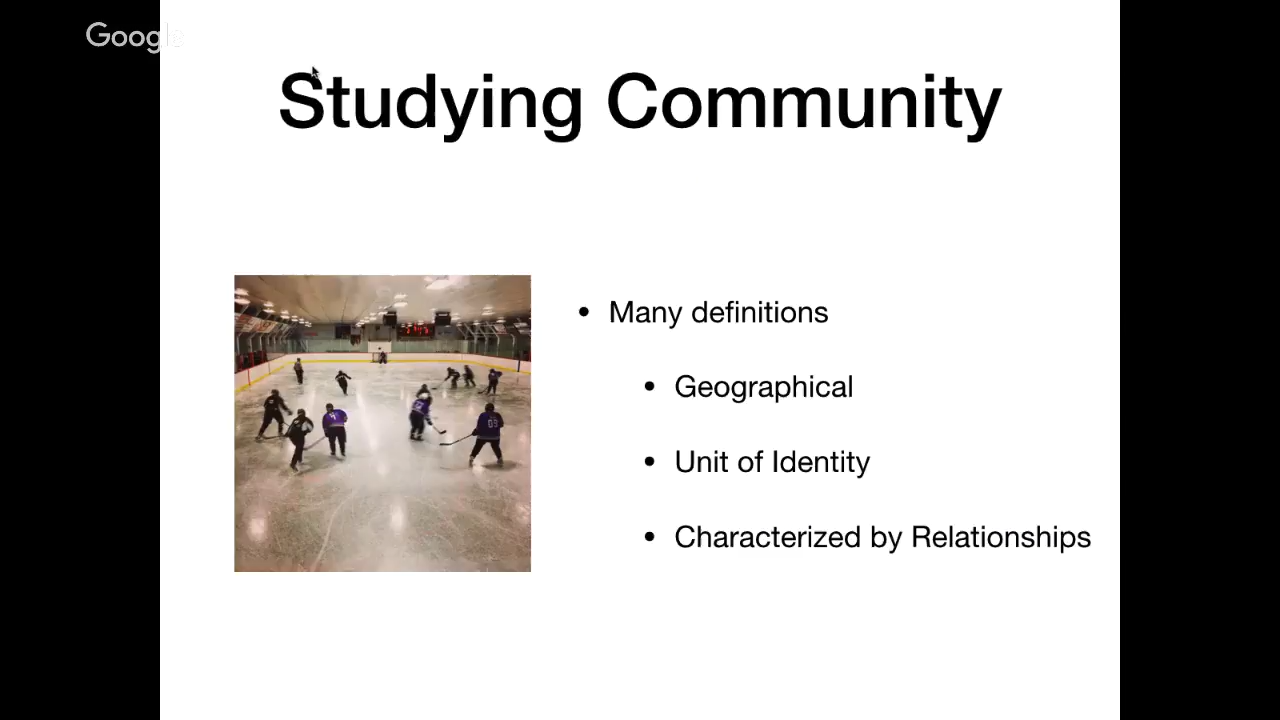 Google
Studying Community
Many definitions
Geographical
Unit of Identity
Characterized by Relationships